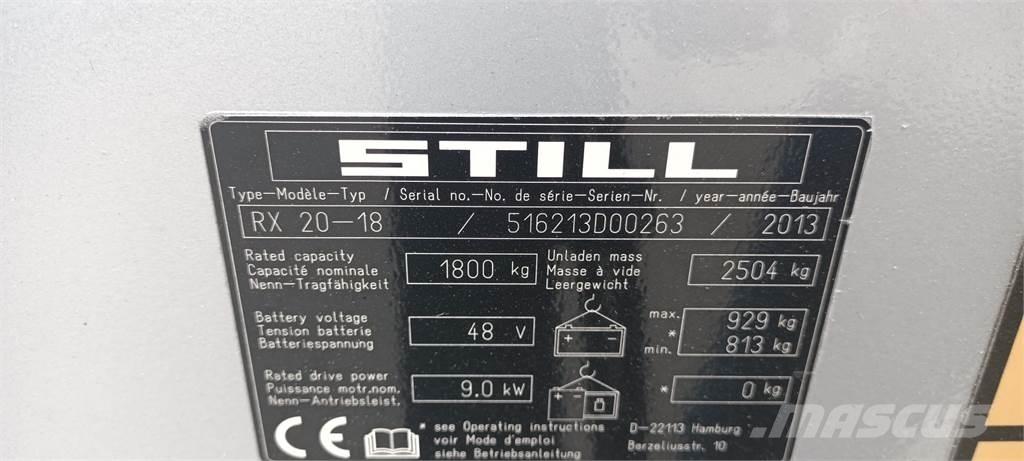 STILL
Type-Modèle-Typ / Serial no.-No. de série-Serien-Nr. / year-année-Baujahr
RX 20-18 / 516213D00263 / 2013
Rated capacity
Capacité nominale
Nenn-Tragfähigkeit
1800 kg
Unladen mass
Masse à vide
Leergewicht
2504 kg
Battery voltage
Tension batterie
Batteriespannung
48 V
+ -
max. 929 kg
*
min. 813 kg
Rated drive power
Puissance motr.nom.
Nenn-Antriebsleist.
9.0 kW
+ -
* 0 kg
CE
* see Operating instructions
voir Mode d'emploi
siehe Betriebsanleitung
D-22113 Hamburg
Berzeliusstr. 10
MASCUS